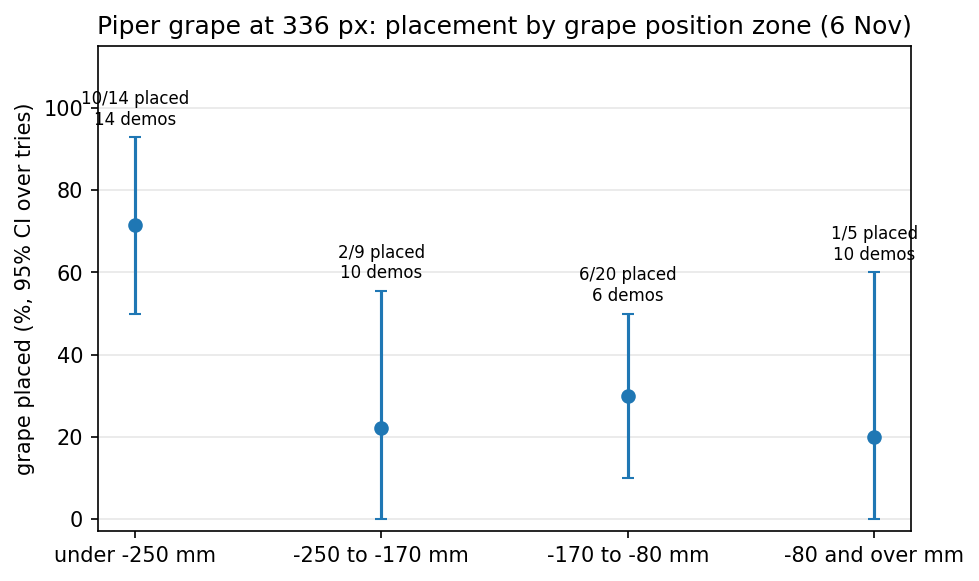 Piper grape at 336 px: placement by grape position zone (6 Nov)
grape placed (%, 95% CI over tries)
100
80
60
40
20
0
10/14 placed
14 demos
2/9 placed
10 demos
6/20 placed
6 demos
1/5 placed
10 demos
under -250 mm
-250 to -170 mm
-170 to -80 mm
-80 and over mm